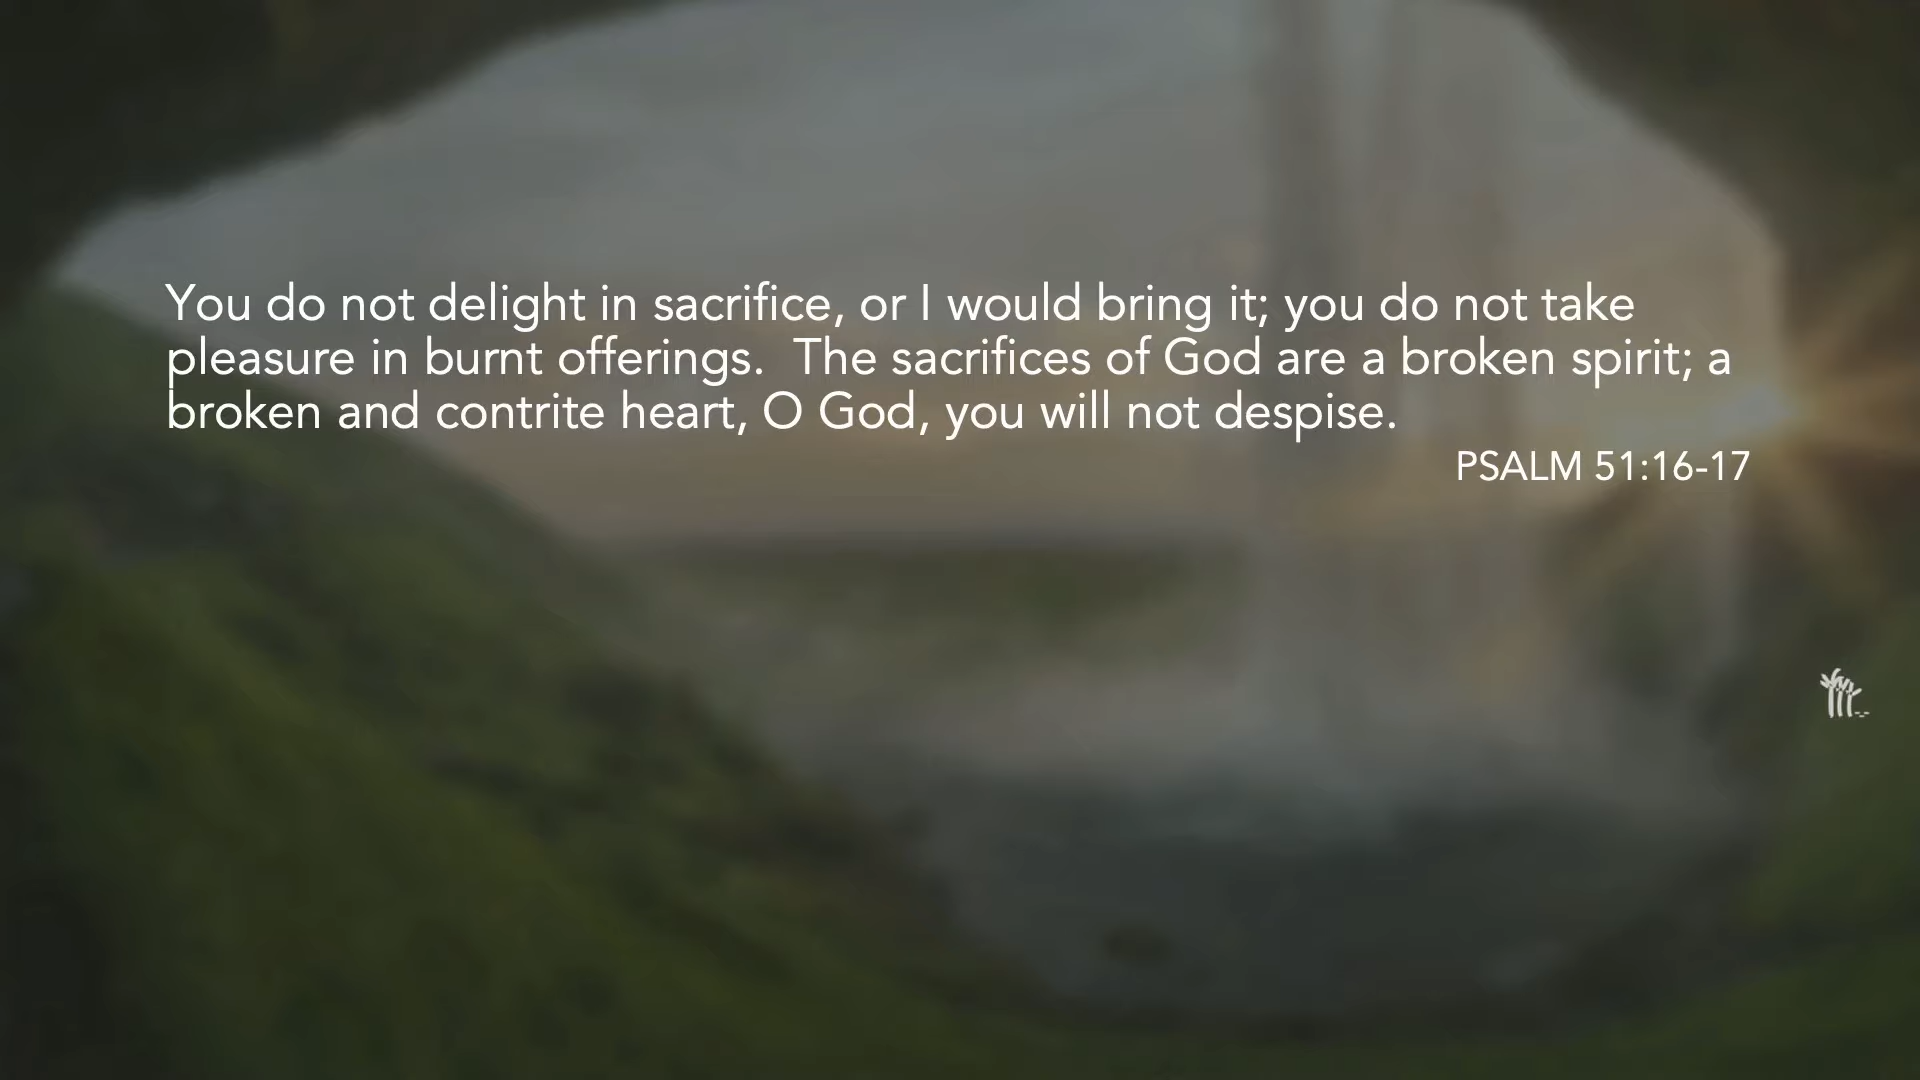 You do not delight in sacrifice, or I would bring it; you do not take
pleasure in burnt offerings.  The sacrifices of God are a broken spirit; a
broken and contrite heart, O God, you will not despise.
PSALM 51:16-17